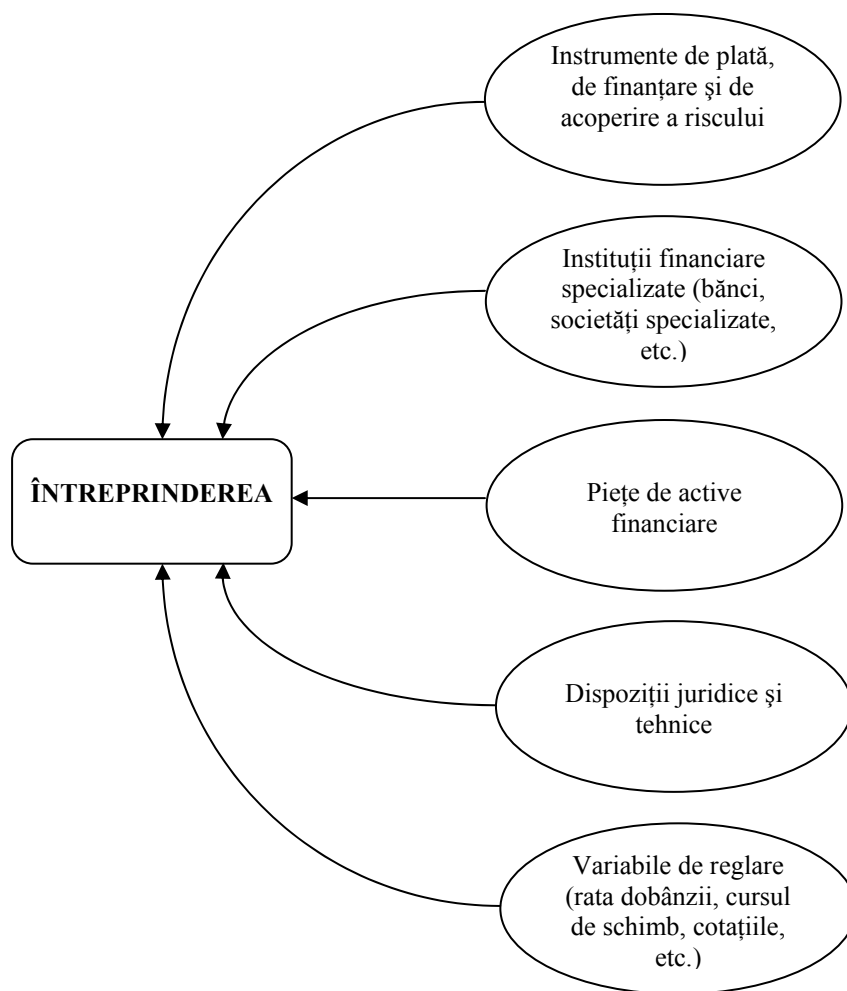 Instrumente de plată,
de finanțare şi de
acoperire a riscului
Instituții financiare
specializate (bănci,
societăți specializate,
etc.)
ÎNTREPRINDEREA
Piețe de active
financiare
Dispoziții juridice şi
tehnice
Variabile de reglare
(rata dobânzii, cursul
de schimb, cotațiile,
etc.)